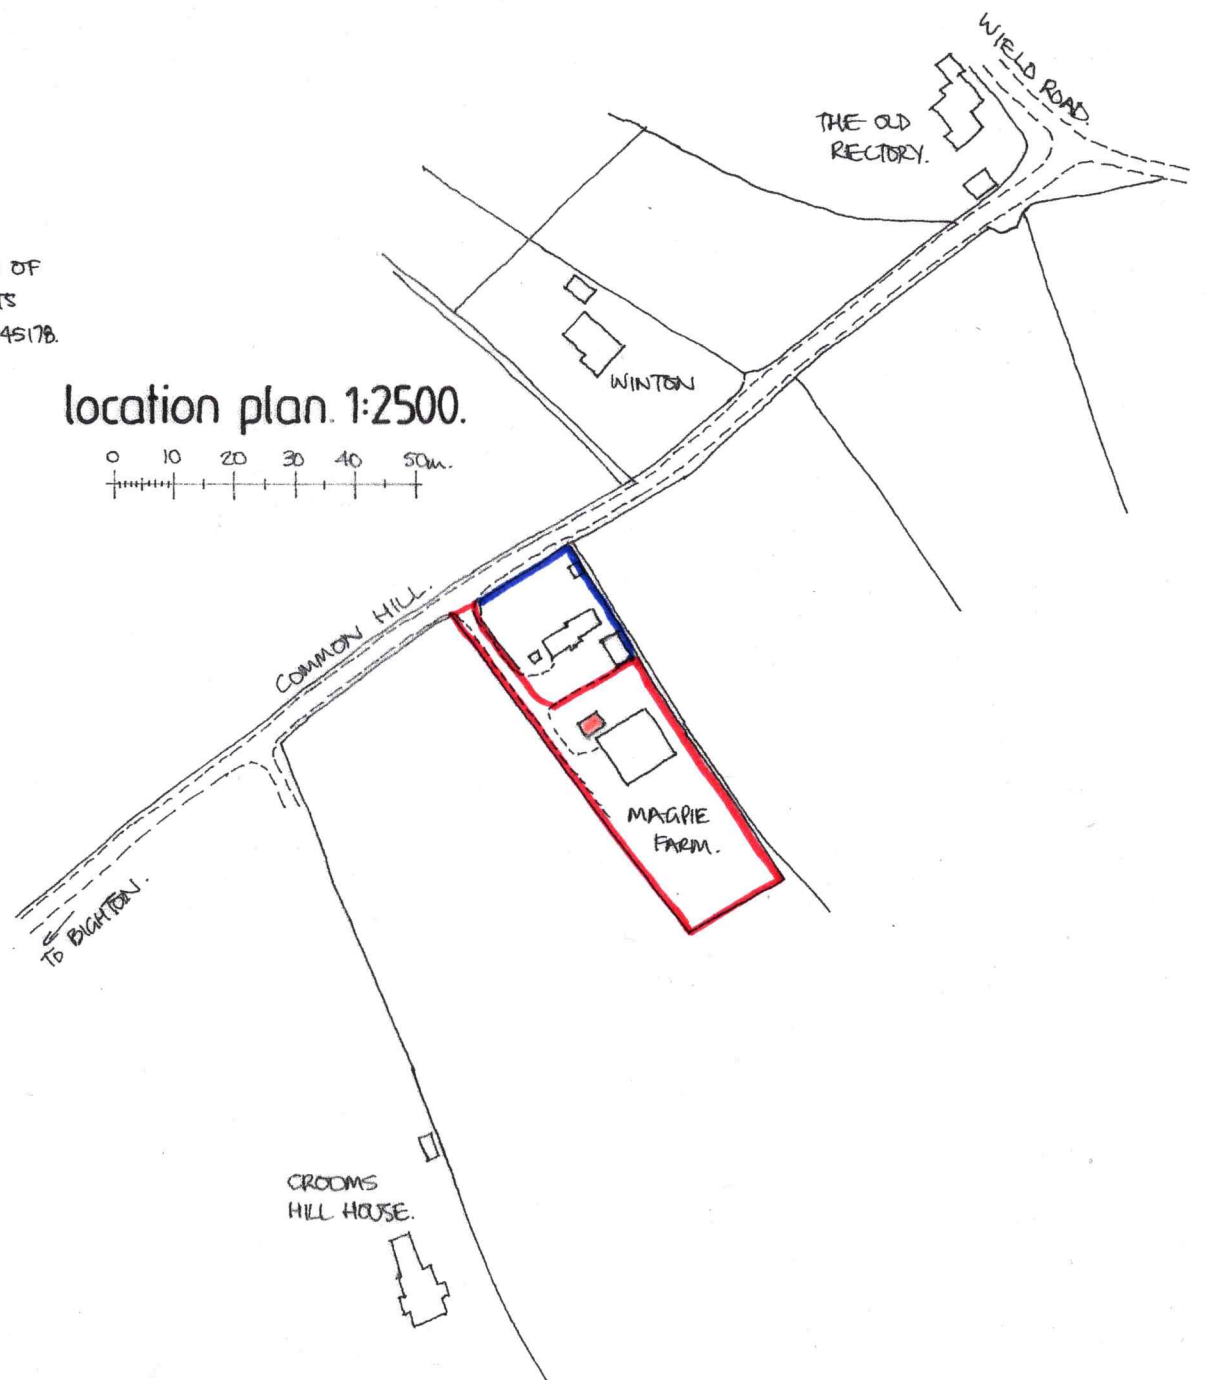 WIELD ROAD.
THE OLD
RECTORY.
OF
45178.
WINTON
location plan. 1:2500.
0 10 20 30 40 50m.
COMMON HILL.
MAGPIE
FARM.
TO BIGHTON.
CROOMS
HILL HOUSE.